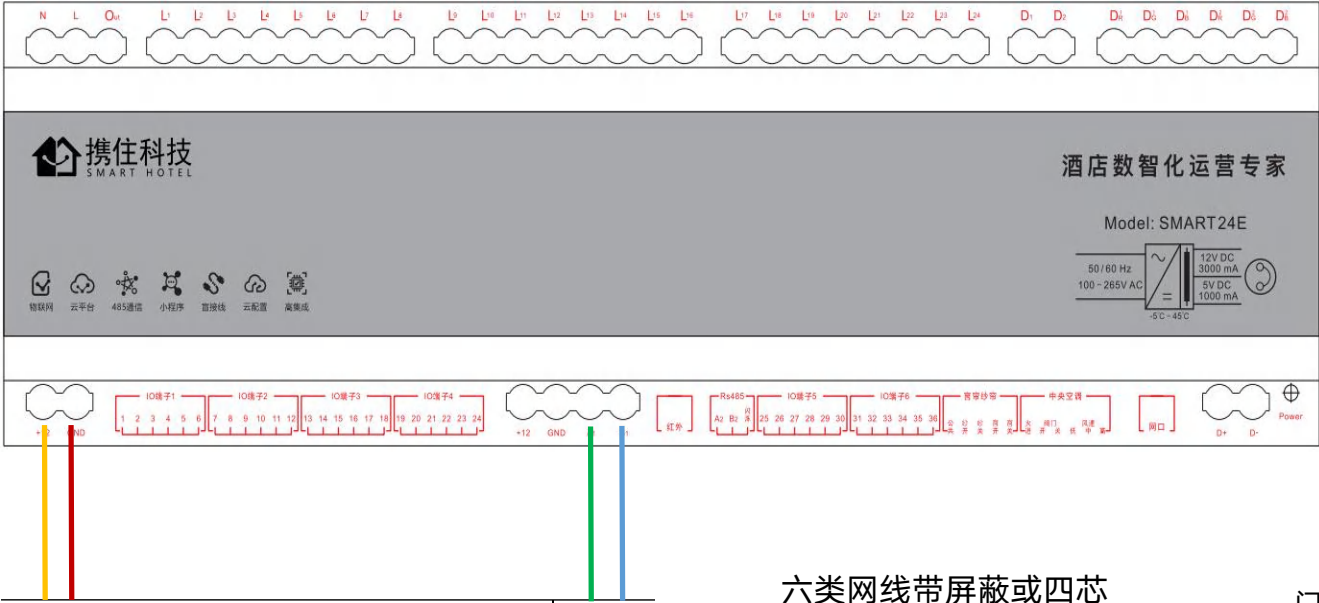 N L Out L1 L2 L3 L4 L5 L6 L7 L8 L9 L10 L11 L12 L13 L14 L15 L16 L17 L18 L19 L20 L21 L22 L23 L24 D1 D2
携住科技
SMART HOTEL
酒店数智化运营专家
Model: SMART24E
50/60 Hz
100-265V AC
12V DC
3000 mA
5V DC
1000 mA
-5℃-45℃
物联网 云平台 485通信 小程序 盲接线 云配置 高集成
IO端子1 IO端子2 IO端子3 IO端子4 Rs485 IO端子5 IO端子6 窗帘纱帘 中央空调
1 2 3 4 5 6 7 8 9 10 11 12 13 14 15 16 17 18 19 20 21 22 23 24
A2 B2 25 26 27 28 29 30 31 32 33 34 35 36
+12 GND 红外 网口 D+ D- Power
六类网线带屏蔽或四芯